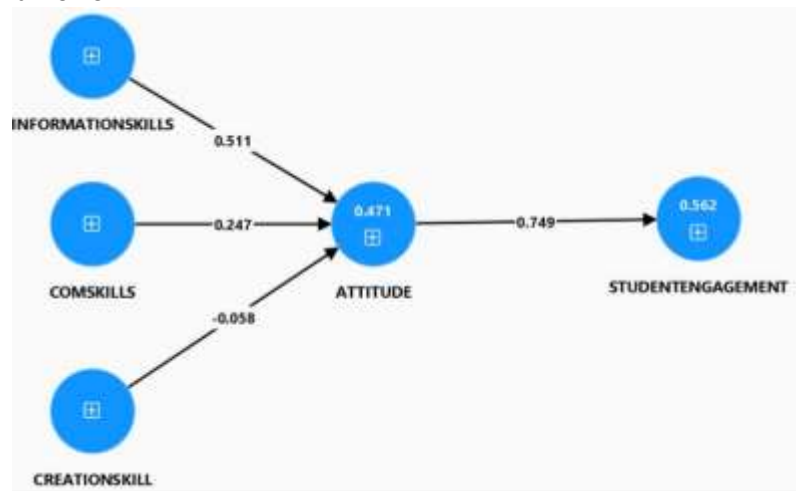 INFORMATIONSKILLS
0.511
0.471
0.562
0.247
0.749
COMSKILLS
ATTITUDE
STUDENTENGAGEMENT
-0.058
CREATIONSKILL